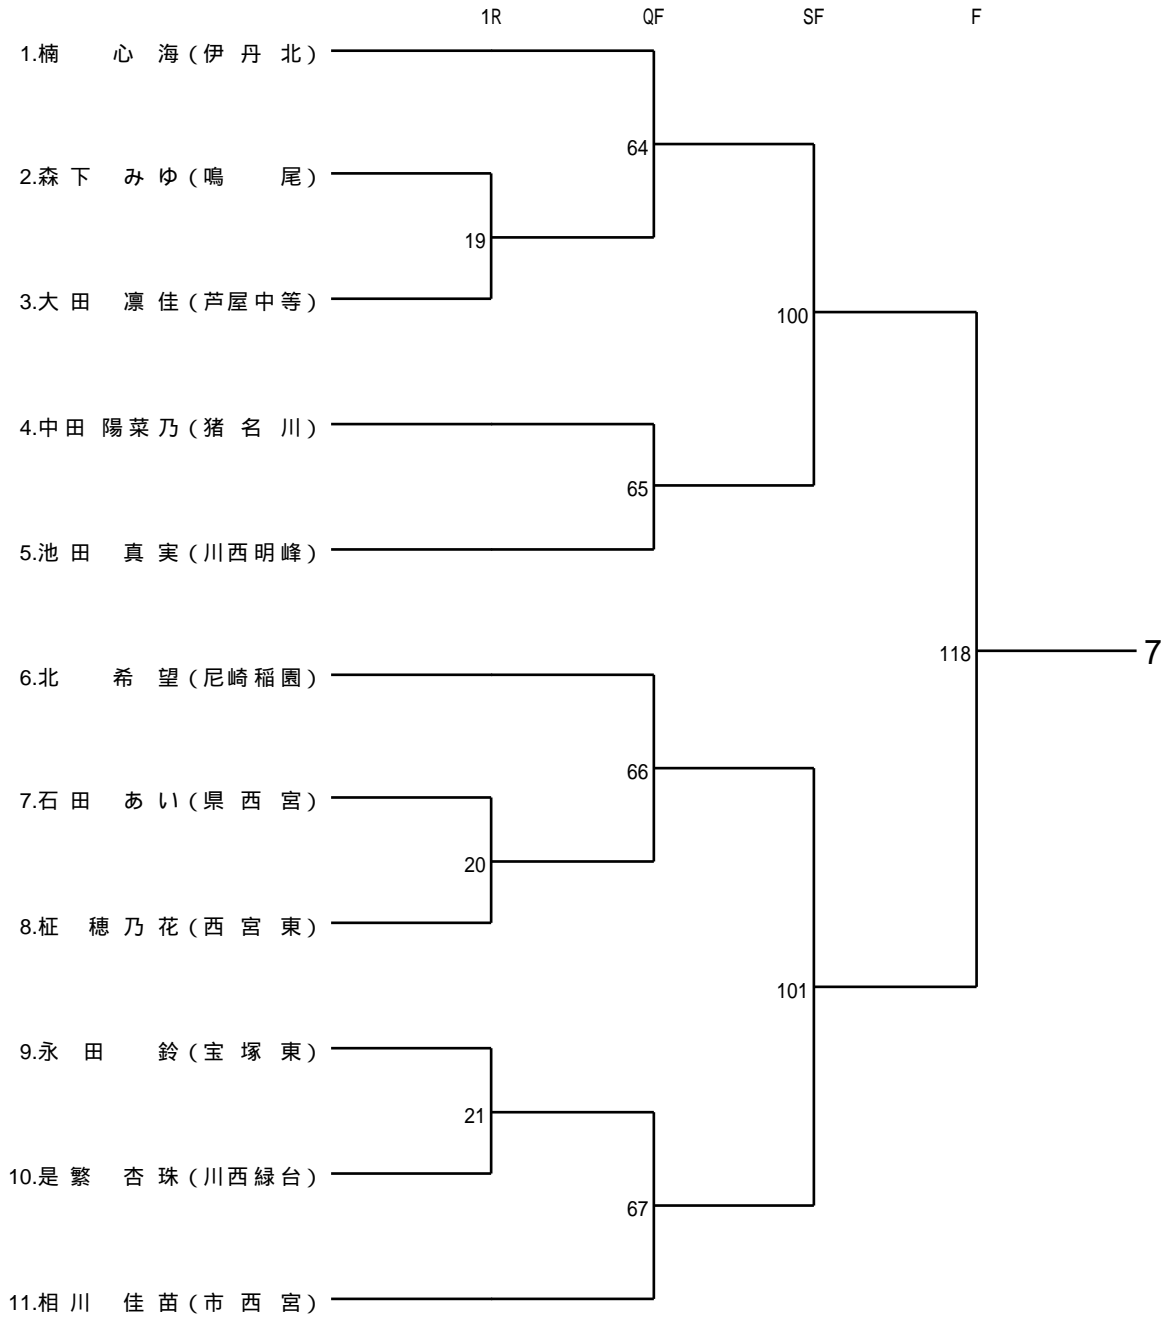 1R QF SF F
1.楠 心 海 ( 伊 丹 北 )
64
2.森 下 み ゆ ( 鳴 尾 )
19
3.大 田 凛 佳 ( 芦屋中等 )
100
4.中 田 陽 菜 乃 ( 猪 名 川 )
65
5.池 田 真 実 ( 川西明峰 )
118 7
6.北 希 望 ( 尼崎稲園 )
66
7.石 田 あ い ( 県 西 宮 )
20
8.柾 穂 乃 花 ( 西 宮 東 )
101
9.永 田 鈴 ( 宝 塚 東 )
21
10.是 繁 杏 珠 ( 川西緑台 )
67
11.相 川 佳 苗 ( 市 西 宮 )